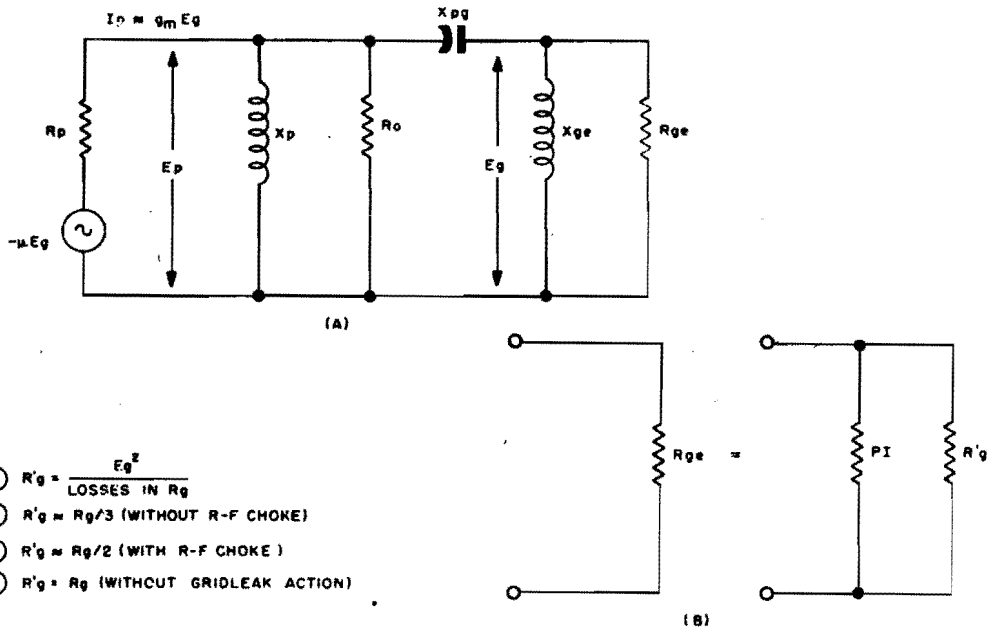 Ip ≈ gm Eg
Xpg
Rp
Ep
Xp
Ro
Eg
Xge
Rge
-μEg
(A)
Rge
=
PI
R'g
R'g = Eg² / LOSSES IN Rg
R'g ≈ Rg/3 (WITHOUT R-F CHOKE)
R'g ≈ Rg/2 (WITH R-F CHOKE)
R'g = Rg (WITHOUT GRIDLEAK ACTION)
(B)